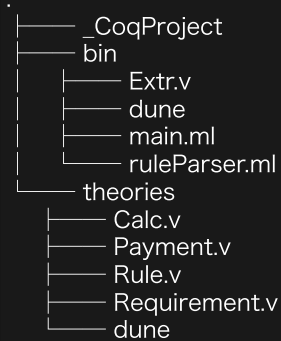 .
├── _CoqProject
├── bin
│   ├── Extr.v
│   ├── dune
│   ├── main.ml
│   └── ruleParser.ml
└── theories
    ├── Calc.v
    ├── Payment.v
    ├── Rule.v
    ├── Requirement.v
    └── dune